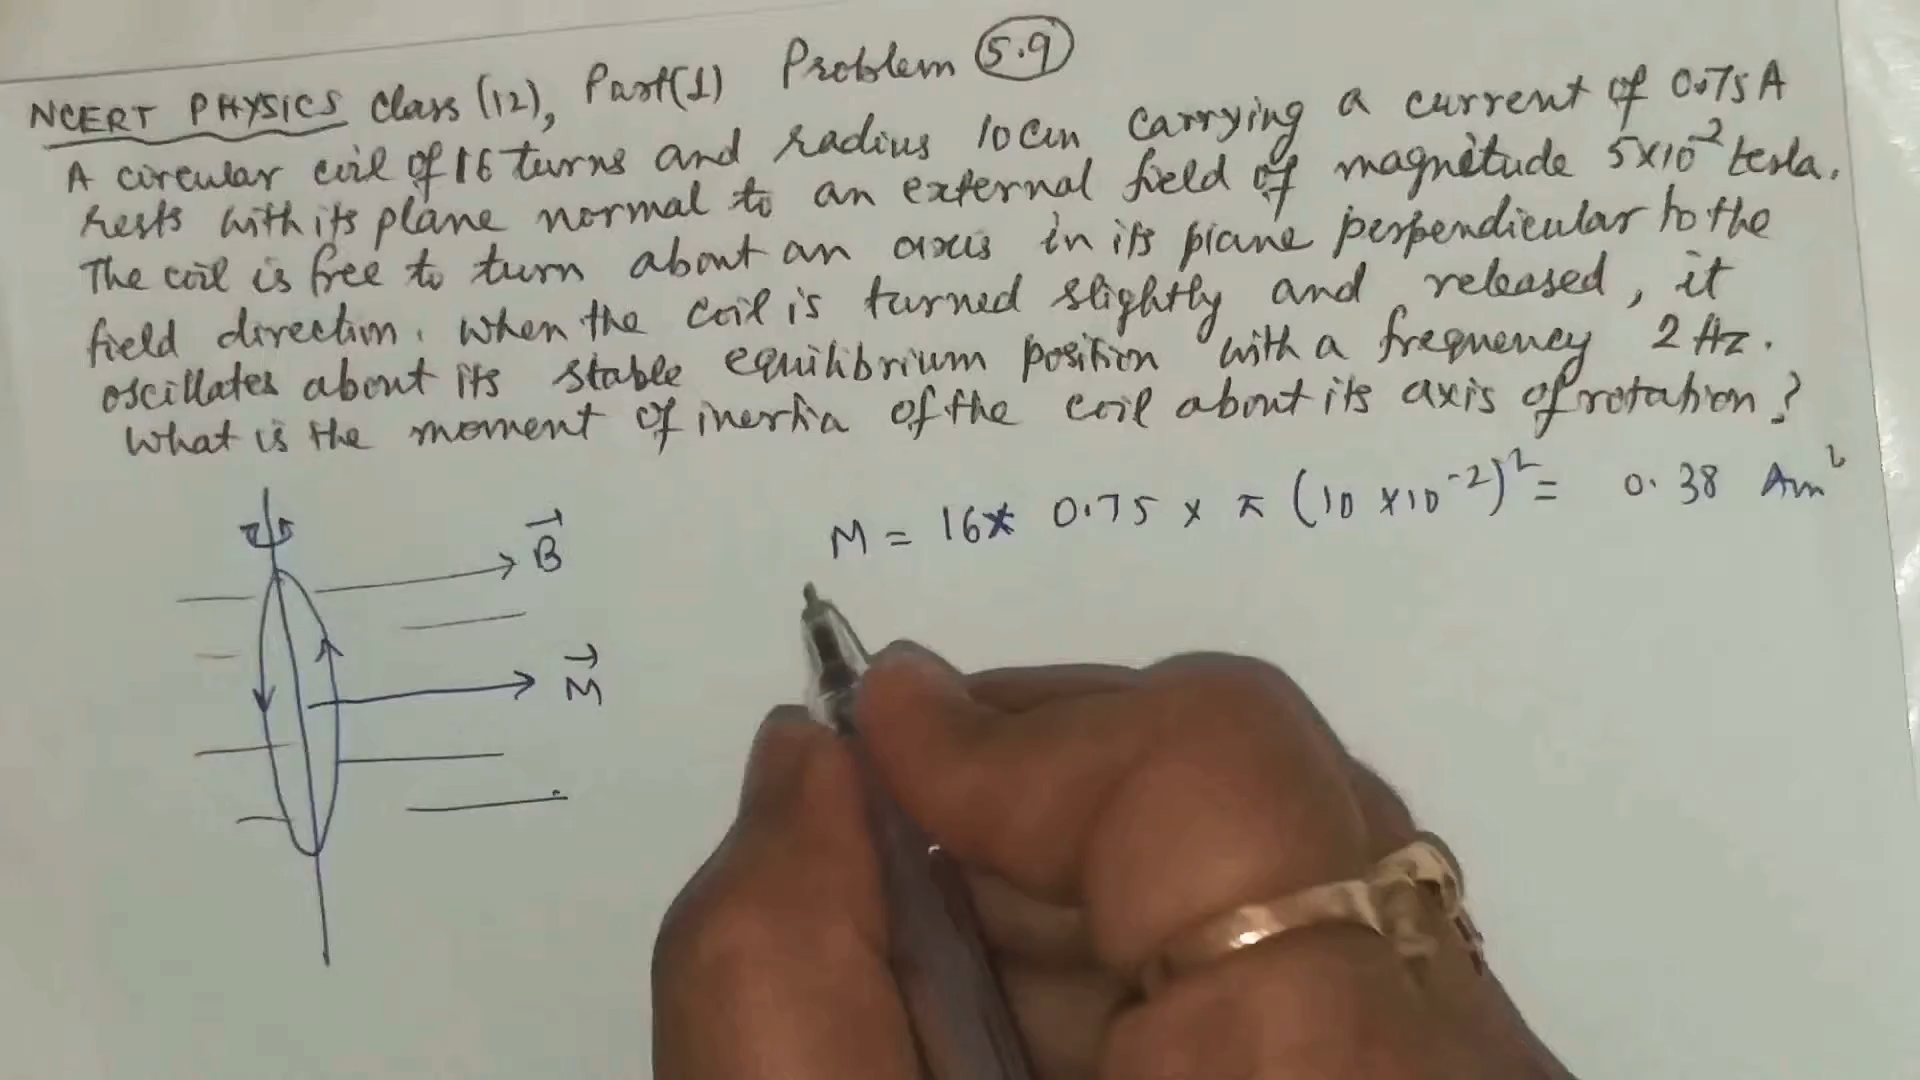 NCERT PHYSICS Class (12), Part(1) Problem 5.9
A circular coil of 16 turns and radius 10 cm carrying a current of 0.75 A
rests with its plane normal to an external field of magnitude 5×10⁻² tesla.
The coil is free to turn about an axis in its plane perpendicular to the
field direction. When the coil is turned slightly and released, it
oscillates about its stable equilibrium position with a frequency 2 Hz.
What is the moment of inertia of the coil about its axis of rotation?
M = 16 × 0.75 × π (10 × 10⁻²)² = 0.38 Am²
B⃗
M⃗